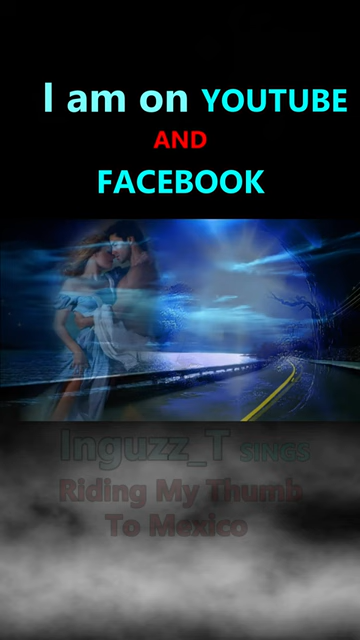 I am on YOUTUBE
AND
FACEBOOK
Inguzz_T SINGS
Riding My Thumb
To Mexico